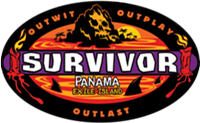 OUTWIT OUTPLAY
SURVIVOR
PANAMA
EXILE ISLAND
OUTLAST